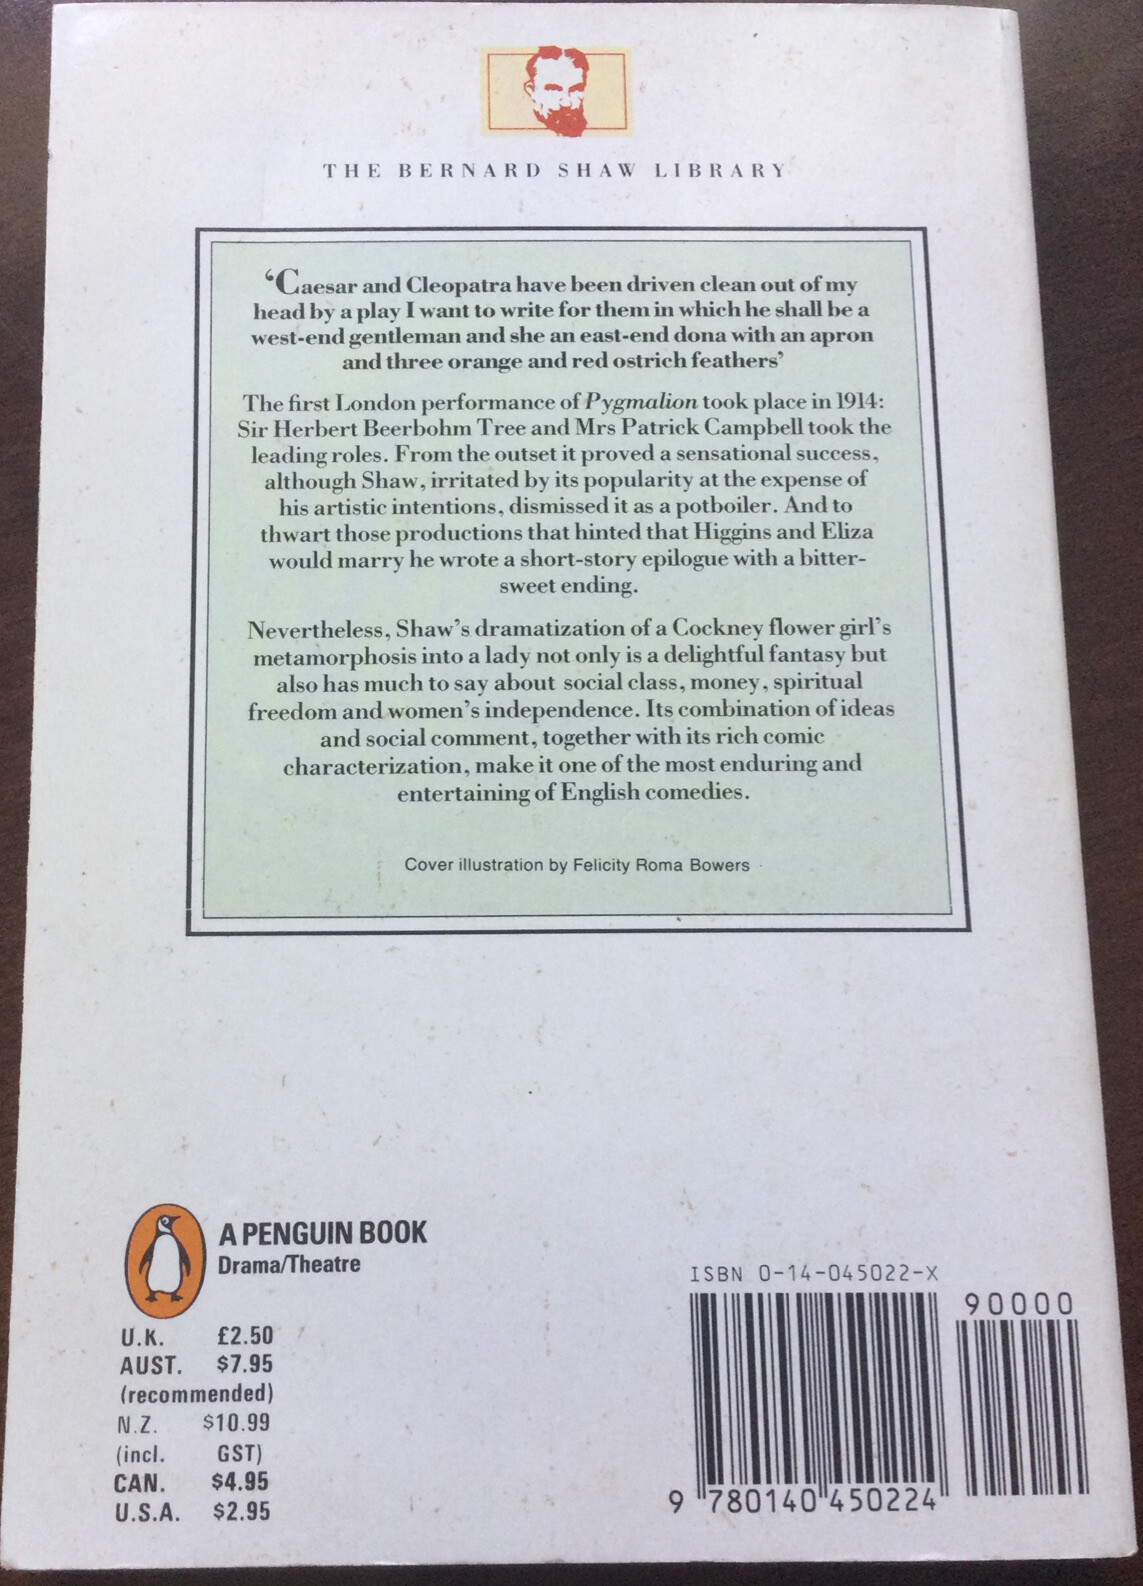 THE BERNARD SHAW LIBRARY
‘Caesar and Cleopatra have been driven clean out of my
head by a play I want to write for them in which he shall be a
west-end gentleman and she an east-end dona with an apron
and three orange and red ostrich feathers’
The first London performance of Pygmalion took place in 1914:
Sir Herbert Beerbohm Tree and Mrs Patrick Campbell took the
leading roles. From the outset it proved a sensational success,
although Shaw, irritated by its popularity at the expense of
his artistic intentions, dismissed it as a potboiler. And to
thwart those productions that hinted that Higgins and Eliza
would marry he wrote a short-story epilogue with a bitter-
sweet ending.
Nevertheless, Shaw’s dramatization of a Cockney flower girl’s
metamorphosis into a lady not only is a delightful fantasy but
also has much to say about social class, money, spiritual
freedom and women’s independence. Its combination of ideas
and social comment, together with its rich comic
characterization, make it one of the most enduring and
entertaining of English comedies.
Cover illustration by Felicity Roma Bowers
A PENGUIN BOOK
Drama/Theatre
U.K. £2.50
AUST. $7.95
(recommended)
N.Z. $10.99
(incl. GST)
CAN. $4.95
U.S.A. $2.95
ISBN 0-14-045022-X
90000
9 780140 450224